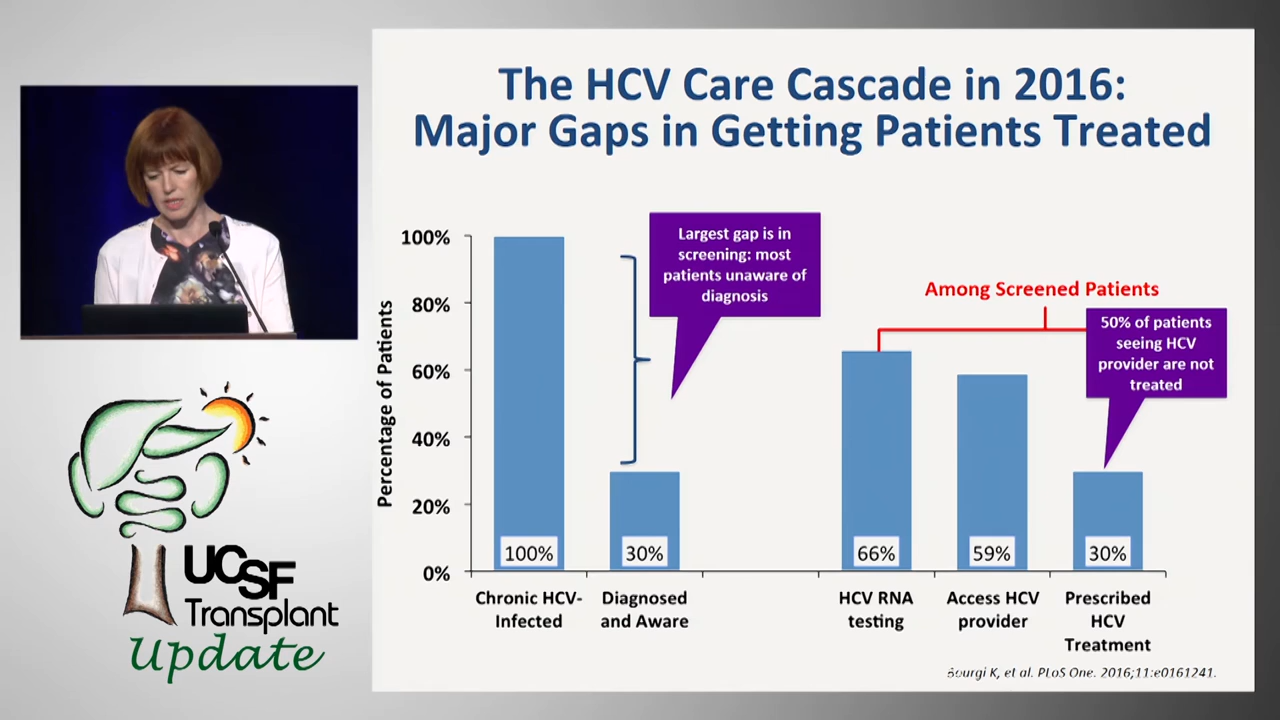 The HCV Care Cascade in 2016:
Major Gaps in Getting Patients Treated
Largest gap is in
screening: most
patients unaware of
diagnosis
Among Screened Patients
50% of patients
seeing HCV
provider are not
treated
Percentage of Patients
100%
80%
60%
40%
20%
0%
100%
30%
66%
59%
30%
Chronic HCV-
Infected
Diagnosed
and Aware
HCV RNA
testing
Access HCV
provider
Prescribed
HCV
Treatment
Bourgi K, et al. PLoS One. 2016;11:e0161241.
UCSF
Transplant
Update